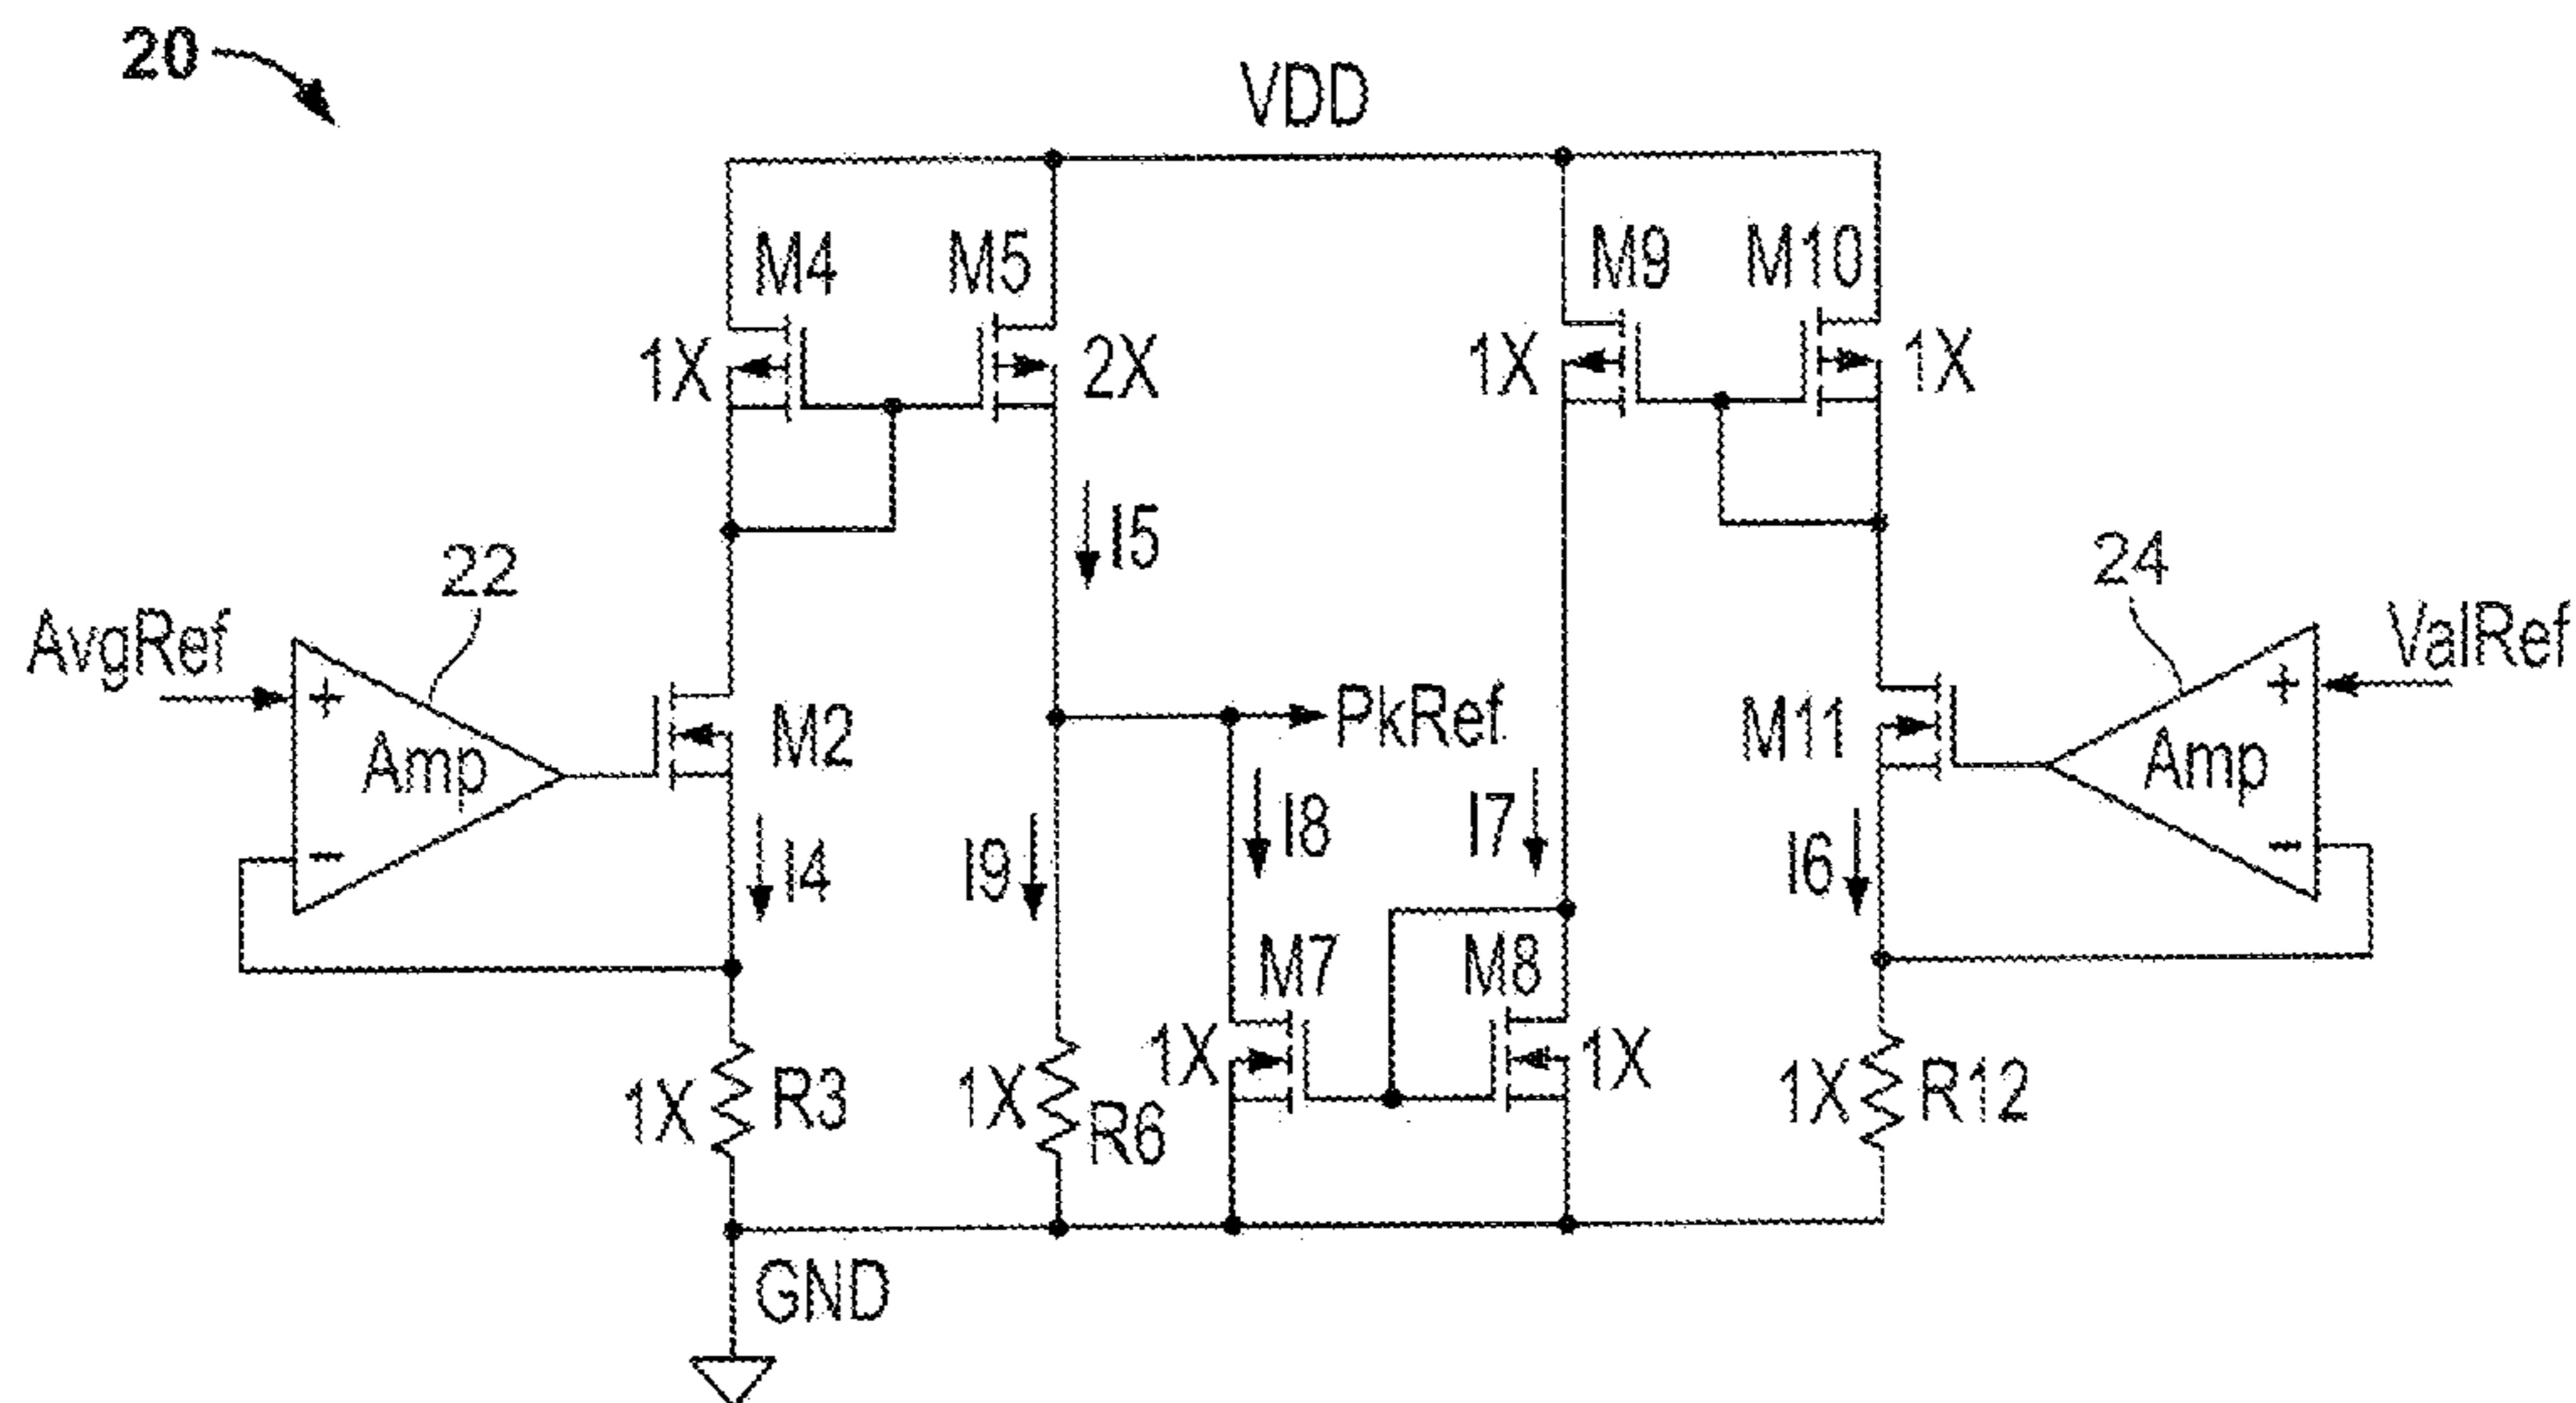 20
VDD
M4 M5 M9 M10
1X 2X 1X 1X
I5
22 24
AvgRef ValRef
+ +
Amp M2 PkRef M11 Amp
- -
I4 I9 I8 I7 I6
M7 M8
1X R3 1X R6 1X 1X 1X R12
GND